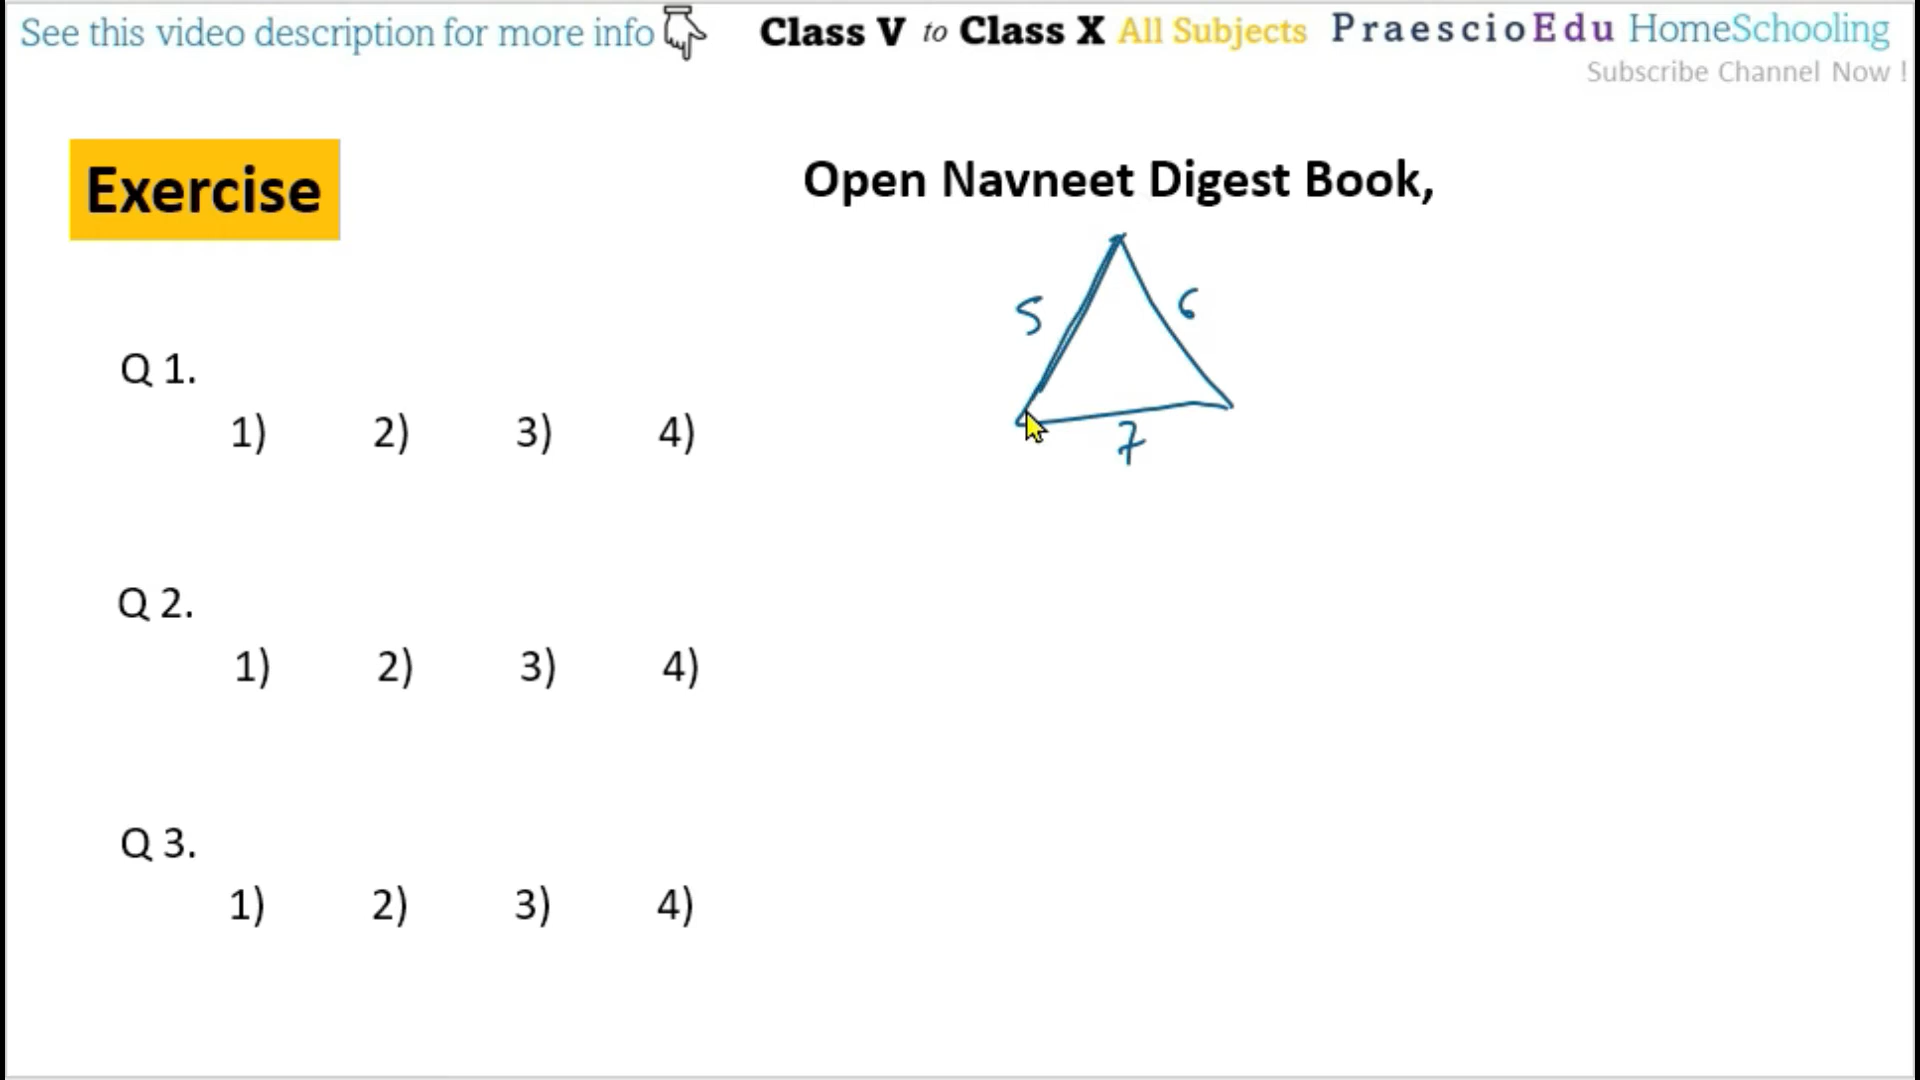 See this video description for more info Class V to Class X All Subjects PraescioEdu HomeSchooling
Subscribe Channel Now !
Exercise
Open Navneet Digest Book,
5 6
7
Q 1.
1) 2) 3) 4)
Q 2.
1) 2) 3) 4)
Q 3.
1) 2) 3) 4)